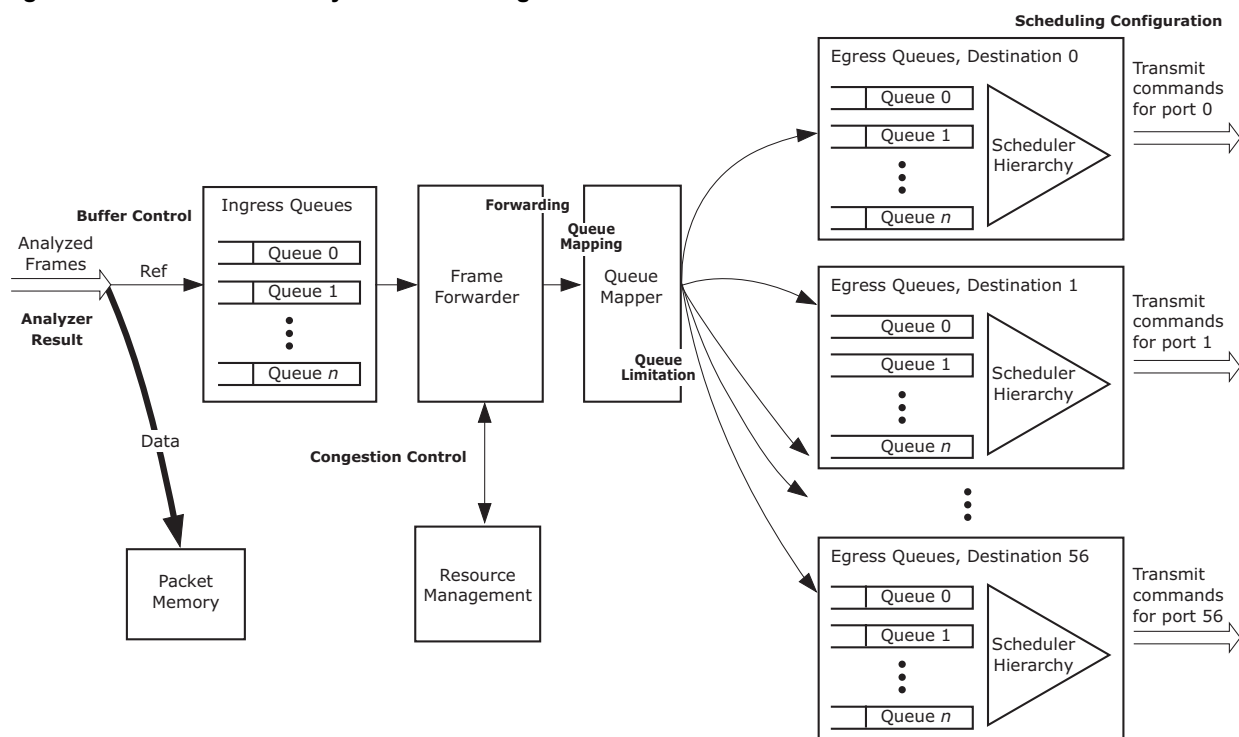 Scheduling Configuration
Egress Queues, Destination 0
Queue 0
Queue 1
Queue n
Scheduler
Hierarchy
Transmit
commands
for port 0
Buffer Control
Analyzed
Frames
Ref
Analyzer
Result
Data
Packet
Memory
Ingress Queues
Queue 0
Queue 1
Queue n
Frame
Forwarder
Forwarding
Congestion Control
Resource
Management
Queue
Mapping
Queue
Mapper
Queue
Limitation
Egress Queues, Destination 1
Queue 0
Queue 1
Queue n
Scheduler
Hierarchy
Transmit
commands
for port 1
Egress Queues, Destination 56
Queue 0
Queue 1
Queue n
Scheduler
Hierarchy
Transmit
commands
for port 56